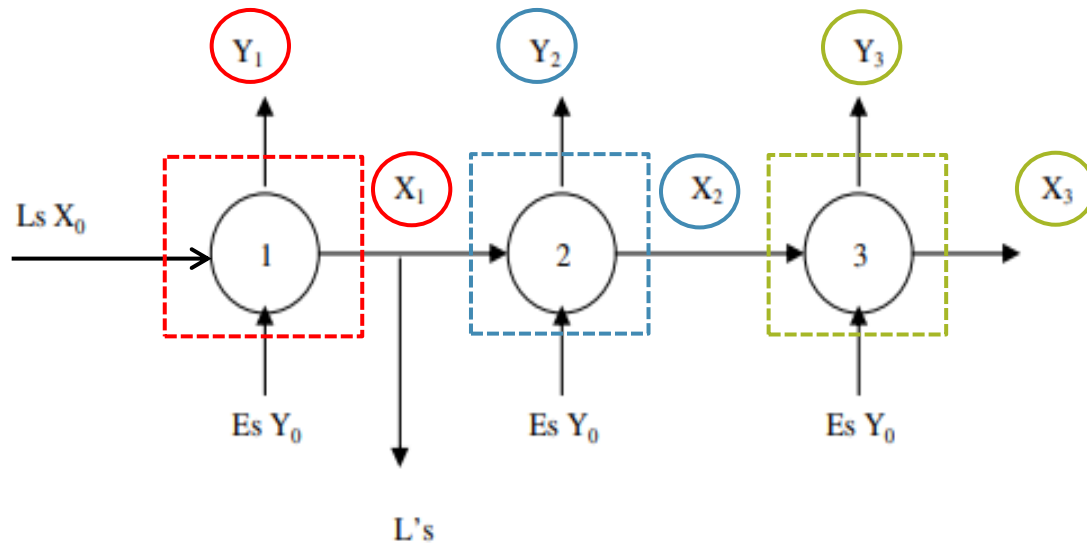 Y₁ Y₂ Y₃
X₁ X₂ X₃
Ls X₀
1 2 3
Es Y₀ Es Y₀ Es Y₀
L's